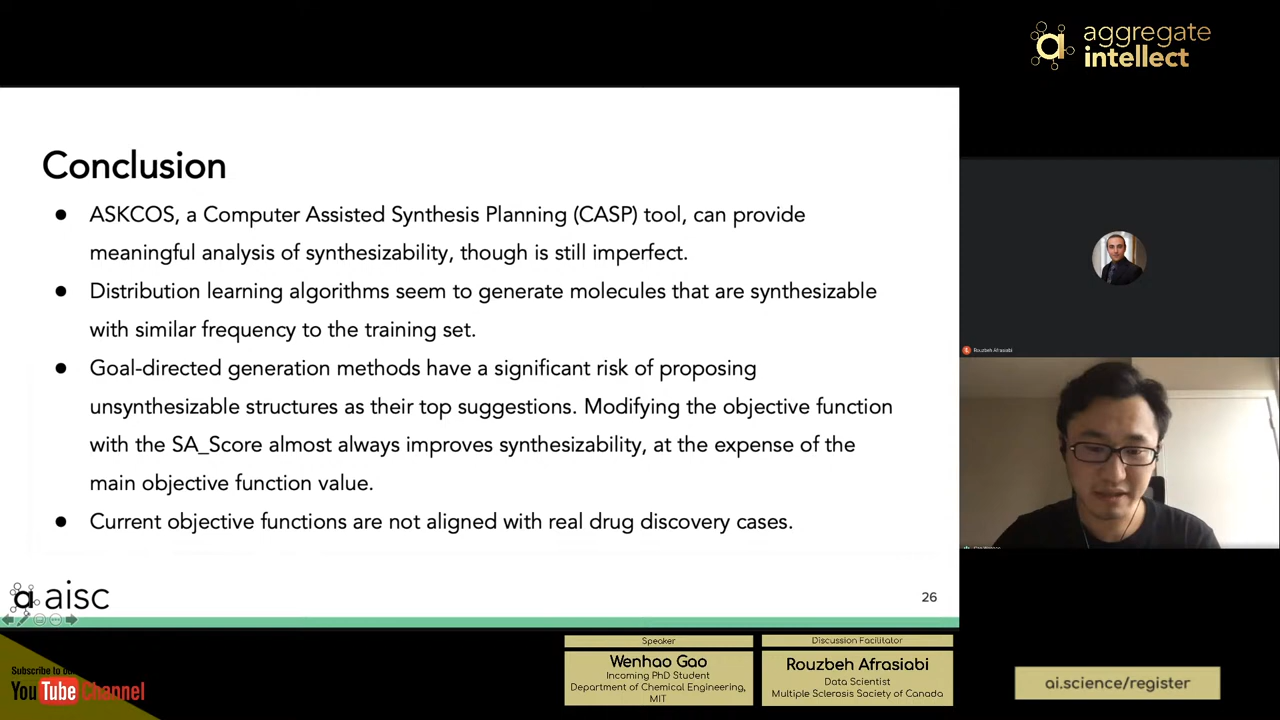 aggregate
intellect
Conclusion
● ASKCOS, a Computer Assisted Synthesis Planning (CASP) tool, can provide
meaningful analysis of synthesizability, though is still imperfect.
● Distribution learning algorithms seem to generate molecules that are synthesizable
with similar frequency to the training set.
● Goal-directed generation methods have a significant risk of proposing
unsynthesizable structures as their top suggestions. Modifying the objective function
with the SA_Score almost always improves synthesizability, at the expense of the
main objective function value.
● Current objective functions are not aligned with real drug discovery cases.
Rouzbeh Afrasiabi
a aisc
26
Subscribe to
YouTube Channel
Speaker
Wenhao Gao
Incoming PhD Student
Department of Chemical Engineering,
MIT
Discussion Facilitator
Rouzbeh Afrasiabi
Data Scientist
Multiple Sclerosis Society of Canada
ai.science/register